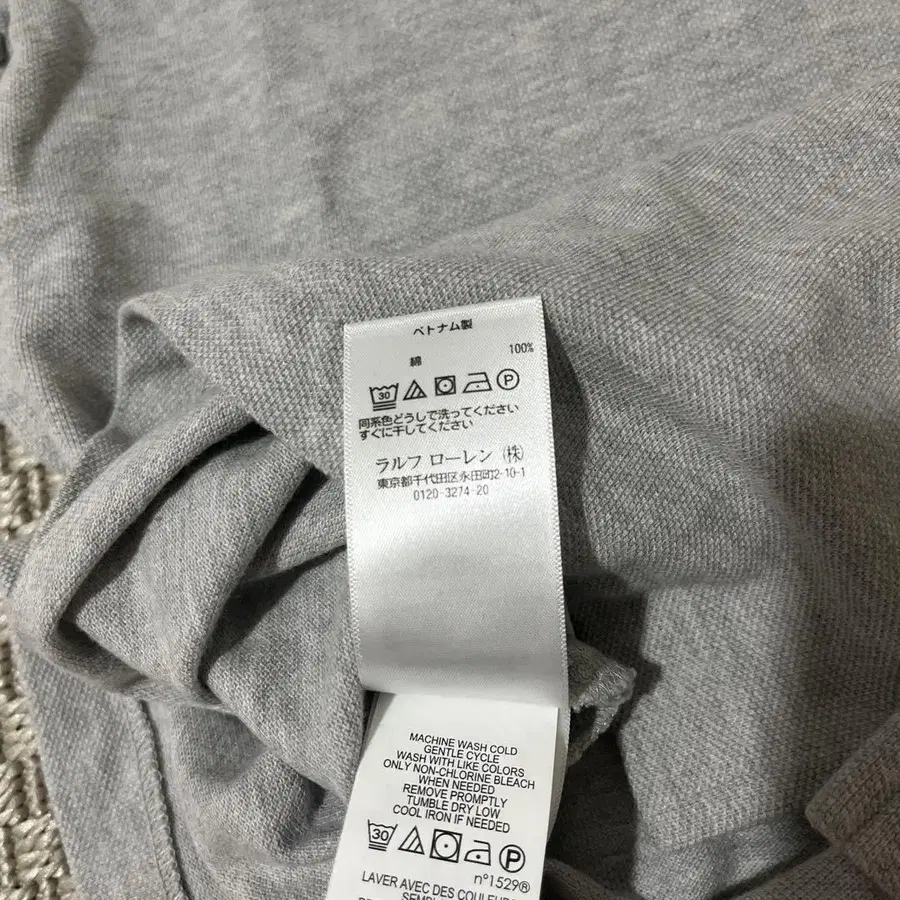 ベトナム製
綿 100%
30 P
同系色どうしで洗ってください
すぐに干してください
ラルフ ローレン (株)
東京都千代田区永田町2-10-1
0120-3274-20
MACHINE WASH COLD
GENTLE CYCLE
WASH WITH LIKE COLORS
ONLY NON-CHLORINE BLEACH
WHEN NEEDED
REMOVE PROMPTLY
TUMBLE DRY LOW
COOL IRON IF NEEDED
30 P
n°1529®
LAVER AVEC DES COULEURS